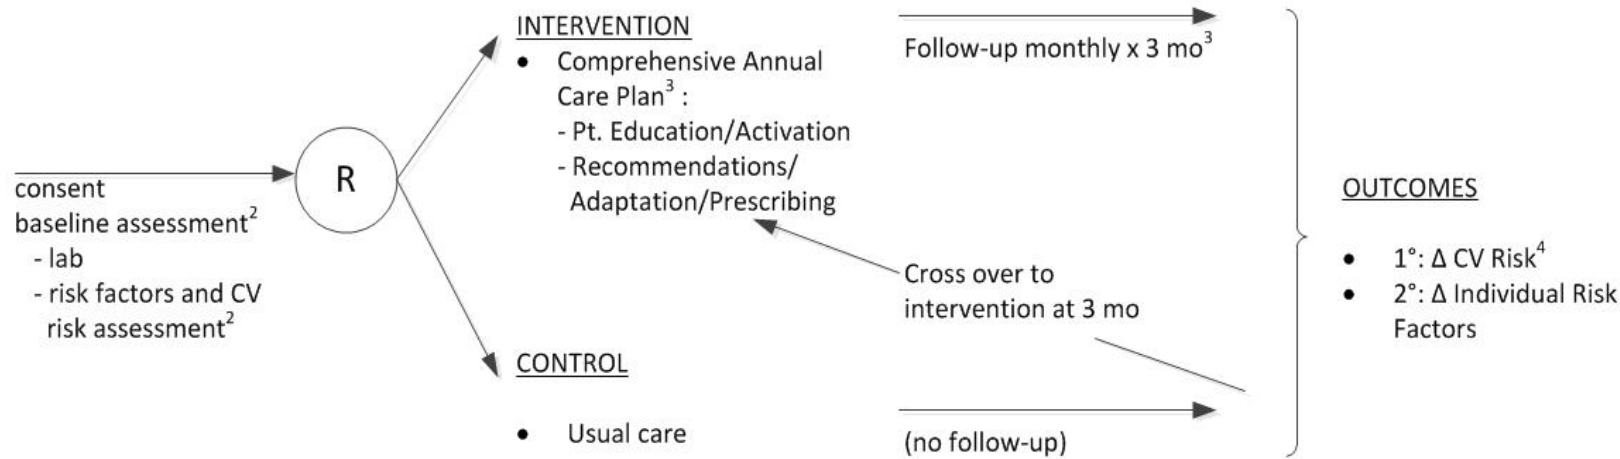 consent
baseline assessment²
- lab
- risk factors and CV
risk assessment²
R
INTERVENTION
● Comprehensive Annual
Care Plan³ :
- Pt. Education/Activation
- Recommendations/
Adaptation/Prescribing
Follow-up monthly x 3 mo³
Cross over to
intervention at 3 mo
CONTROL
● Usual care
(no follow-up)
OUTCOMES
● 1°: Δ CV Risk⁴
● 2°: Δ Individual Risk
Factors